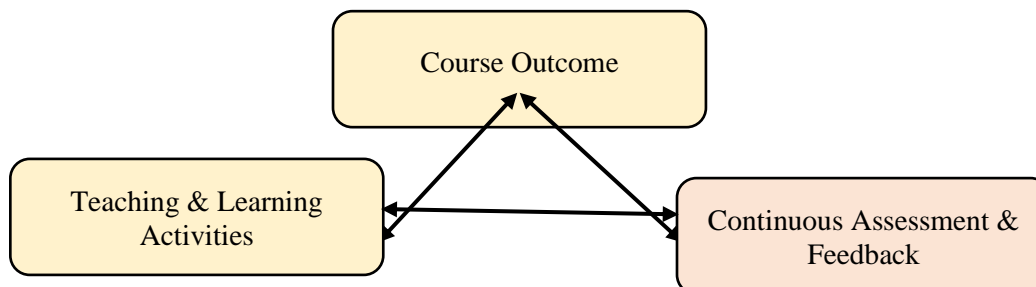 Course Outcome
Teaching & Learning
Activities
Continuous Assessment &
Feedback